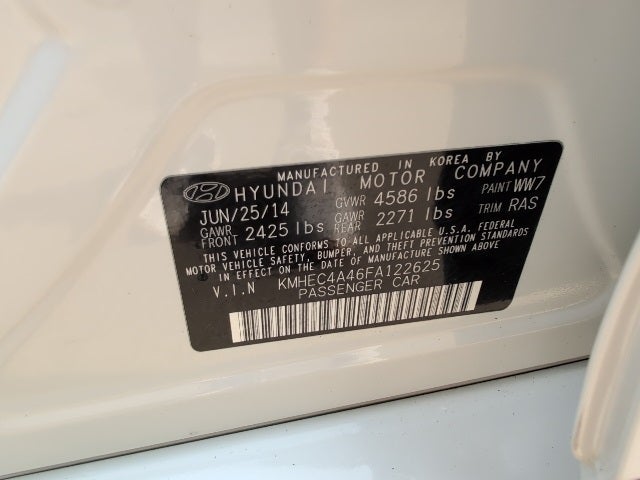 MANUFACTURED IN KOREA BY
HYUNDAI MOTOR COMPANY
JUN/25/14 GVWR 4586 lbs PAINT WW7
GAWR FRONT 2425 lbs GAWR REAR 2271 lbs TRIM RAS
THIS VEHICLE CONFORMS TO ALL APPLICABLE U.S.A. FEDERAL
MOTOR VEHICLE SAFETY, BUMPER, AND THEFT PREVENTION STANDARDS
IN EFFECT ON THE DATE OF MANUFACTURE SHOWN ABOVE.
V.I.N KMHEC4A46FA122625
PASSENGER CAR